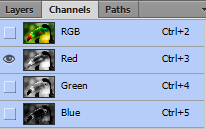 Layers Channels Paths
RGB Ctrl+2
Red Ctrl+3
Green Ctrl+4
Blue Ctrl+5